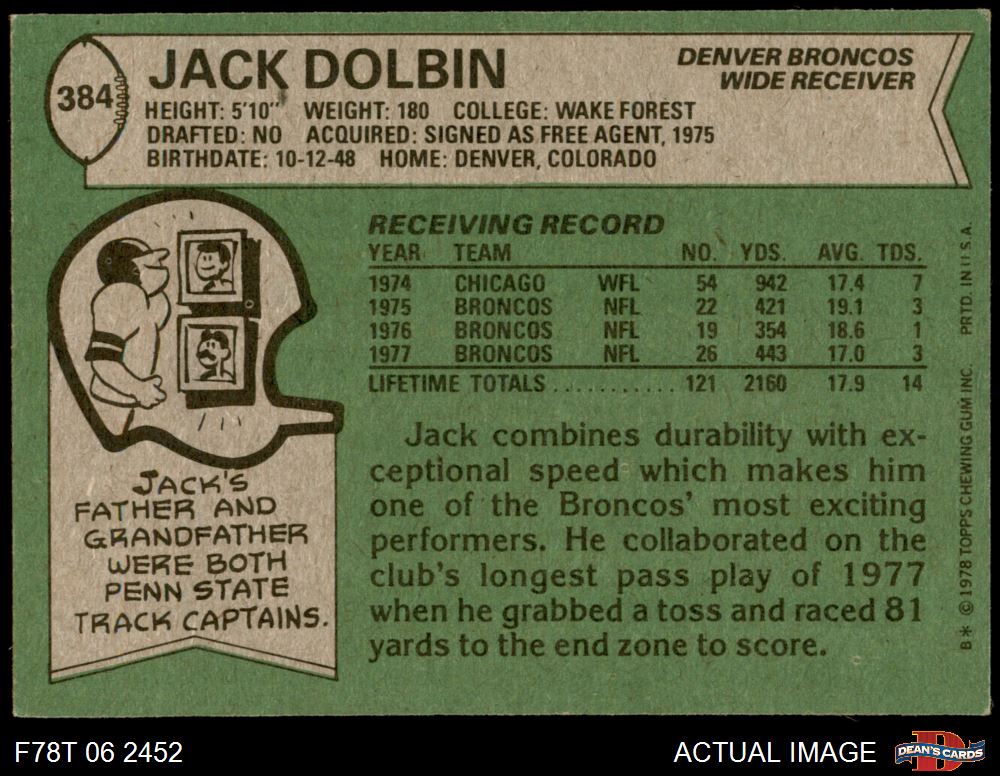 384
JACK DOLBIN
DENVER BRONCOS
WIDE RECEIVER
HEIGHT: 5'10" WEIGHT: 180 COLLEGE: WAKE FOREST
DRAFTED: NO ACQUIRED: SIGNED AS FREE AGENT, 1975
BIRTHDATE: 10-12-48 HOME: DENVER, COLORADO
RECEIVING RECORD
YEAR TEAM NO. YDS. AVG. TDS.
1974 CHICAGO WFL 54 942 17.4 7
1975 BRONCOS NFL 22 421 19.1 3
1976 BRONCOS NFL 19 354 18.6 1
1977 BRONCOS NFL 26 443 17.0 3
LIFETIME TOTALS ........... 121 2160 17.9 14
Jack combines durability with ex-
ceptional speed which makes him
one of the Broncos' most exciting
performers. He collaborated on the
club's longest pass play of 1977
when he grabbed a toss and raced 81
yards to the end zone to score.
JACK'S
FATHER AND
GRANDFATHER
WERE BOTH
PENN STATE
TRACK CAPTAINS.
B* © 1978 TOPPS CHEWING GUM INC. PRTD. IN U.S.A.
F78T 06 2452
ACTUAL IMAGE
DEAN'S CARDS